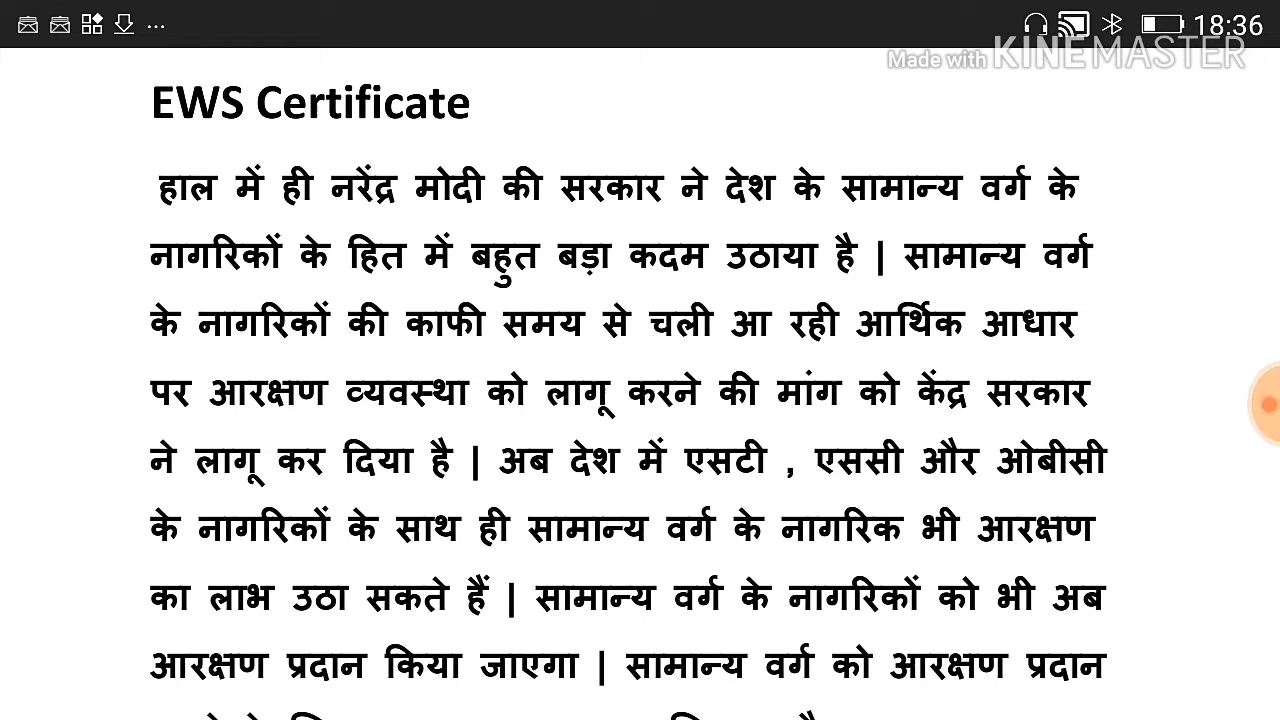 ... 18:36
Made with KINEMASTER
EWS Certificate
हाल में ही नरेंद्र मोदी की सरकार ने देश के सामान्य वर्ग के
नागरिकों के हित में बहुत बड़ा कदम उठाया है | सामान्य वर्ग
के नागरिकों की काफी समय से चली आ रही आर्थिक आधार
पर आरक्षण व्यवस्था को लागू करने की मांग को केंद्र सरकार
ने लागू कर दिया है | अब देश में एसटी , एससी और ओबीसी
के नागरिकों के साथ ही सामान्य वर्ग के नागरिक भी आरक्षण
का लाभ उठा सकते हैं | सामान्य वर्ग के नागरिकों को भी अब
आरक्षण प्रदान किया जाएगा | सामान्य वर्ग को आरक्षण प्रदान